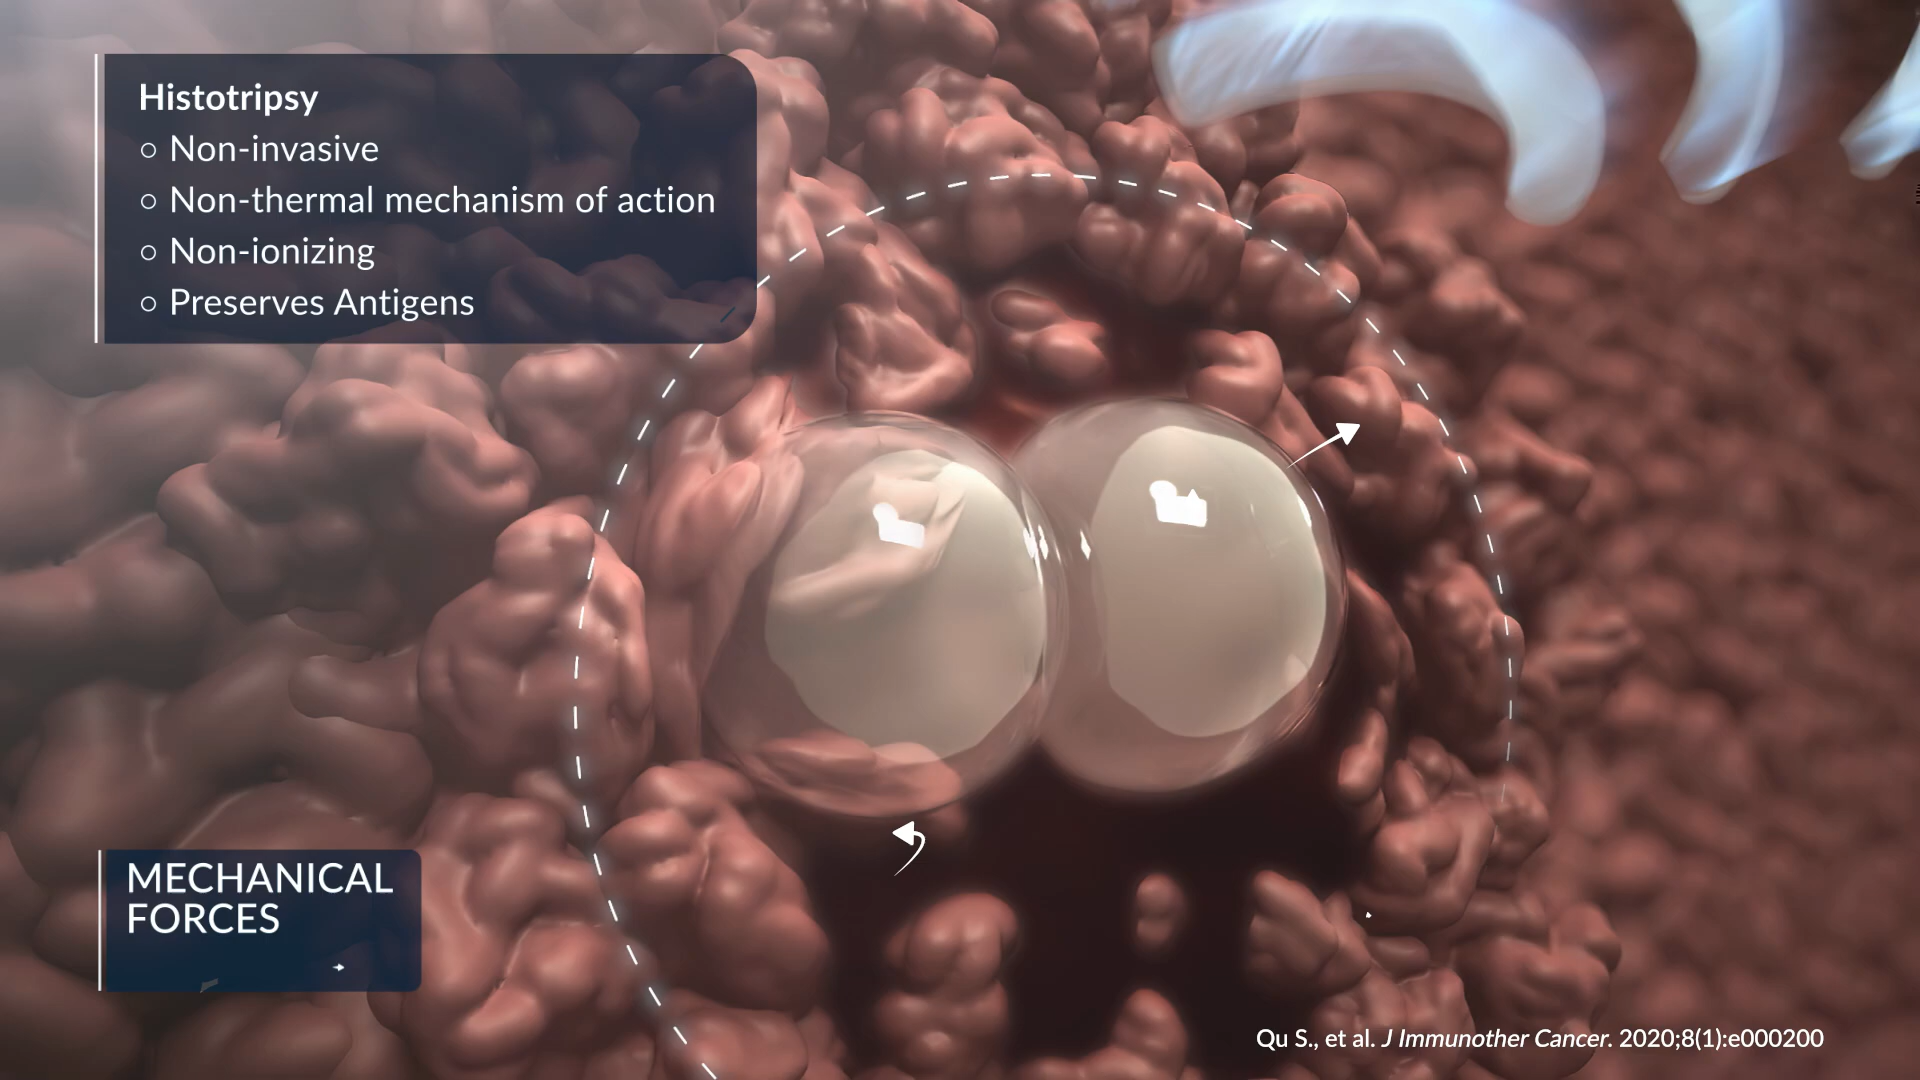 Histotripsy
○ Non-invasive
○ Non-thermal mechanism of action
○ Non-ionizing
○ Preserves Antigens
MECHANICAL
FORCES
Qu S., et al. J Immunother Cancer. 2020;8(1):e000200